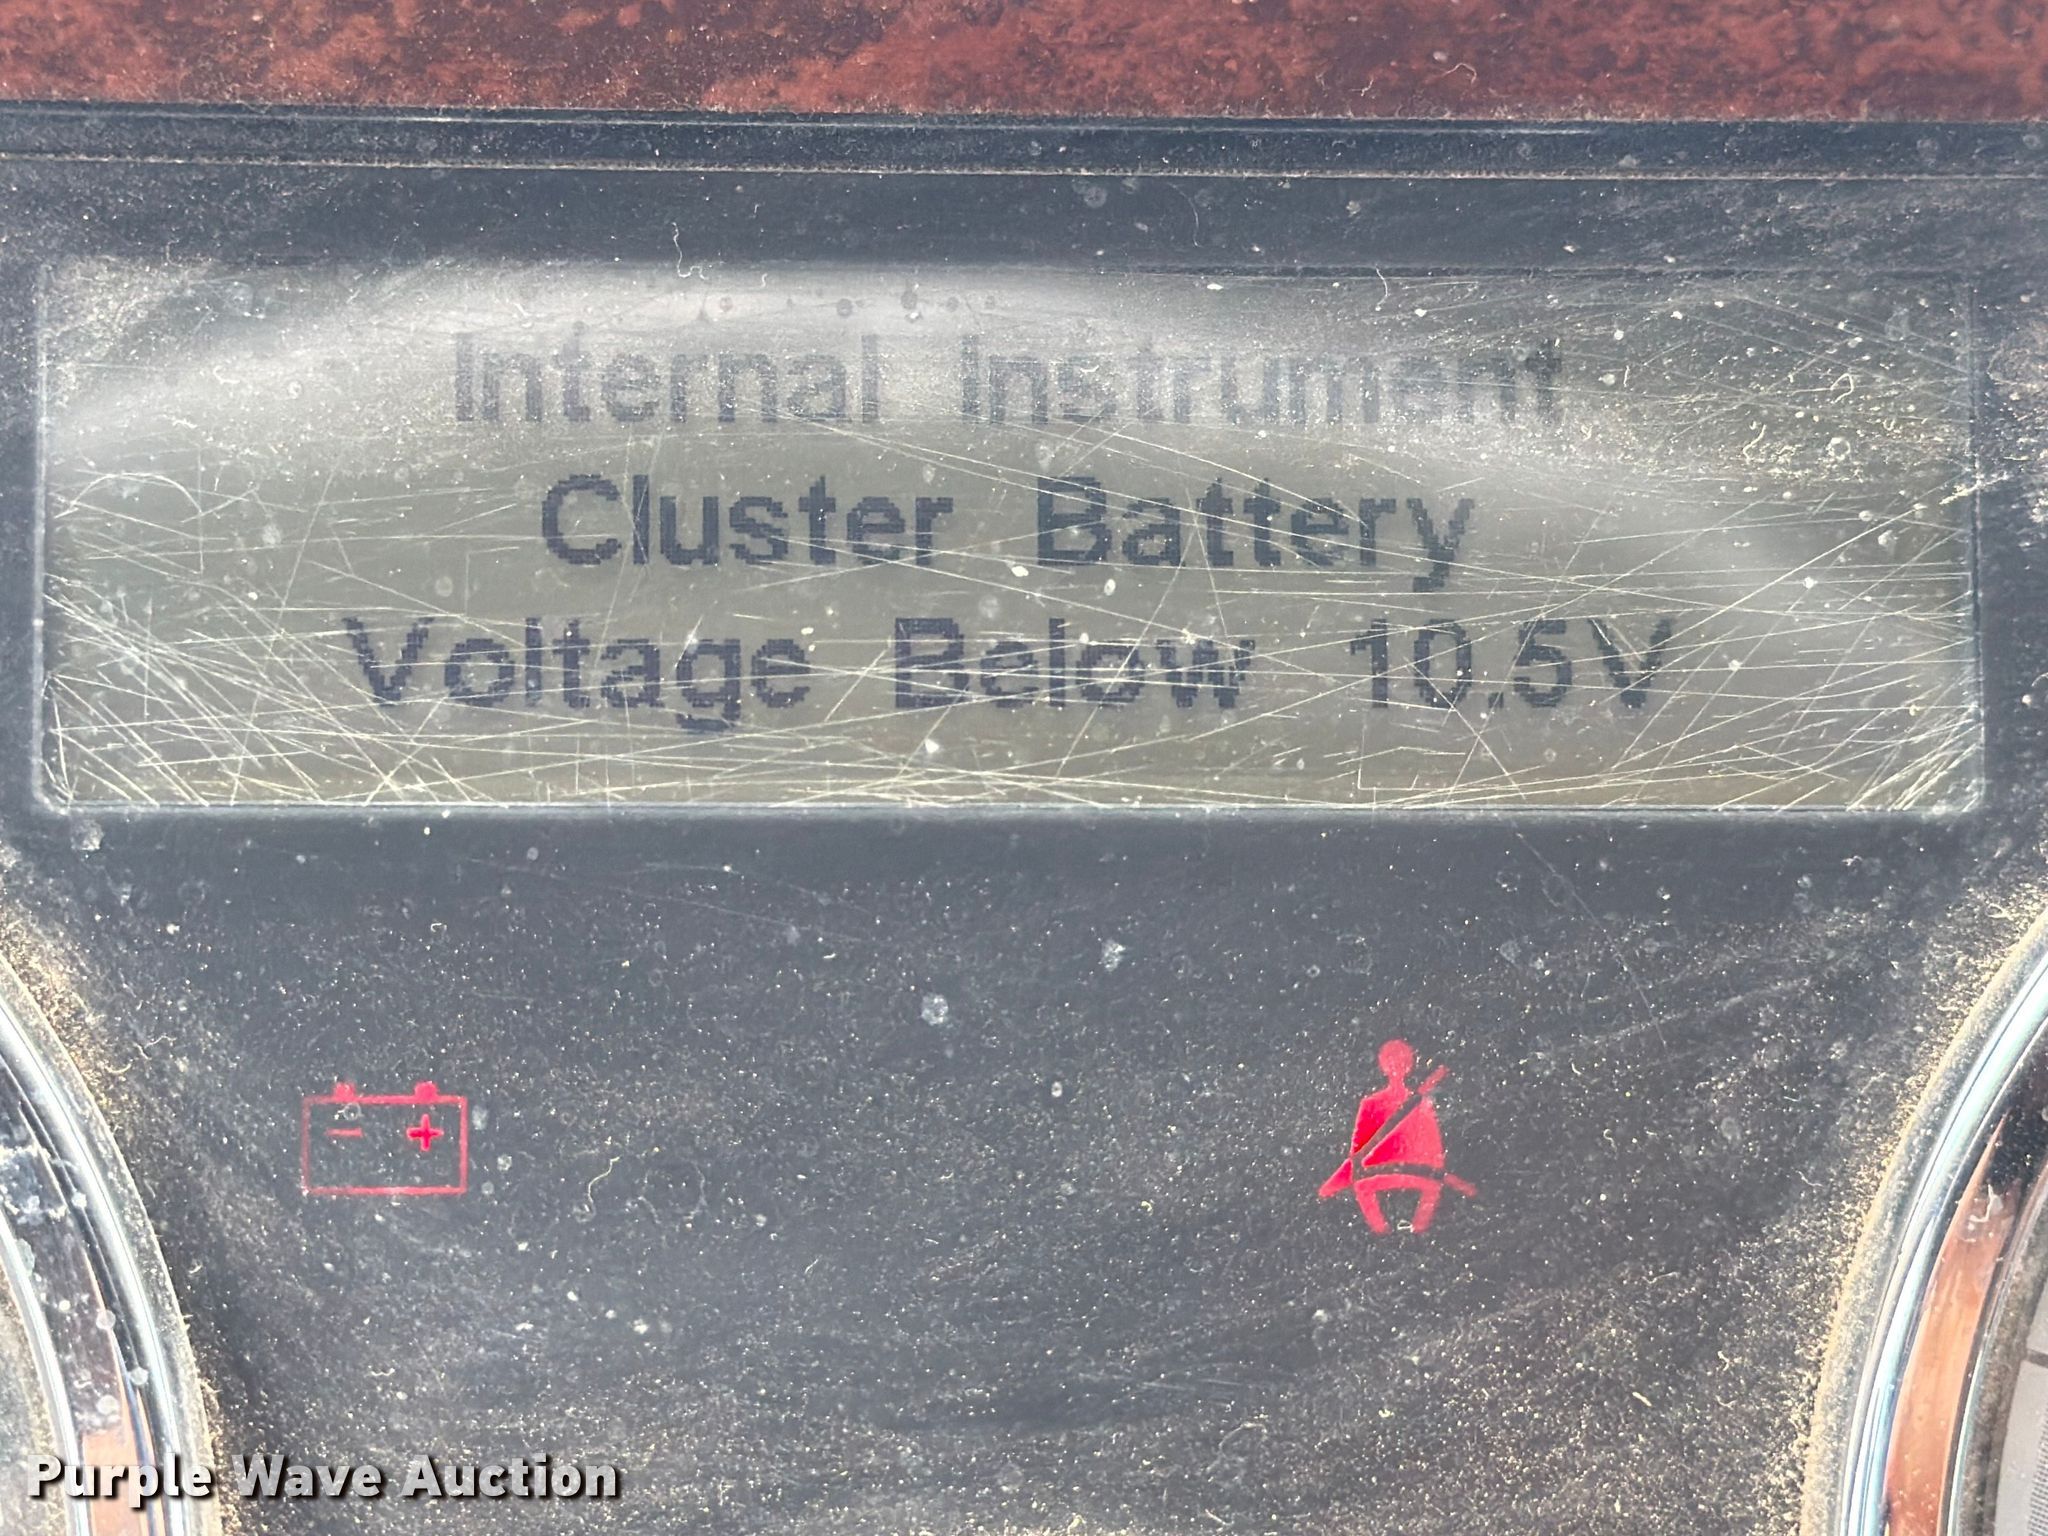 Internal Instrument
Cluster Battery
Voltage Below 10.5V
- +
Purple Wave Auction